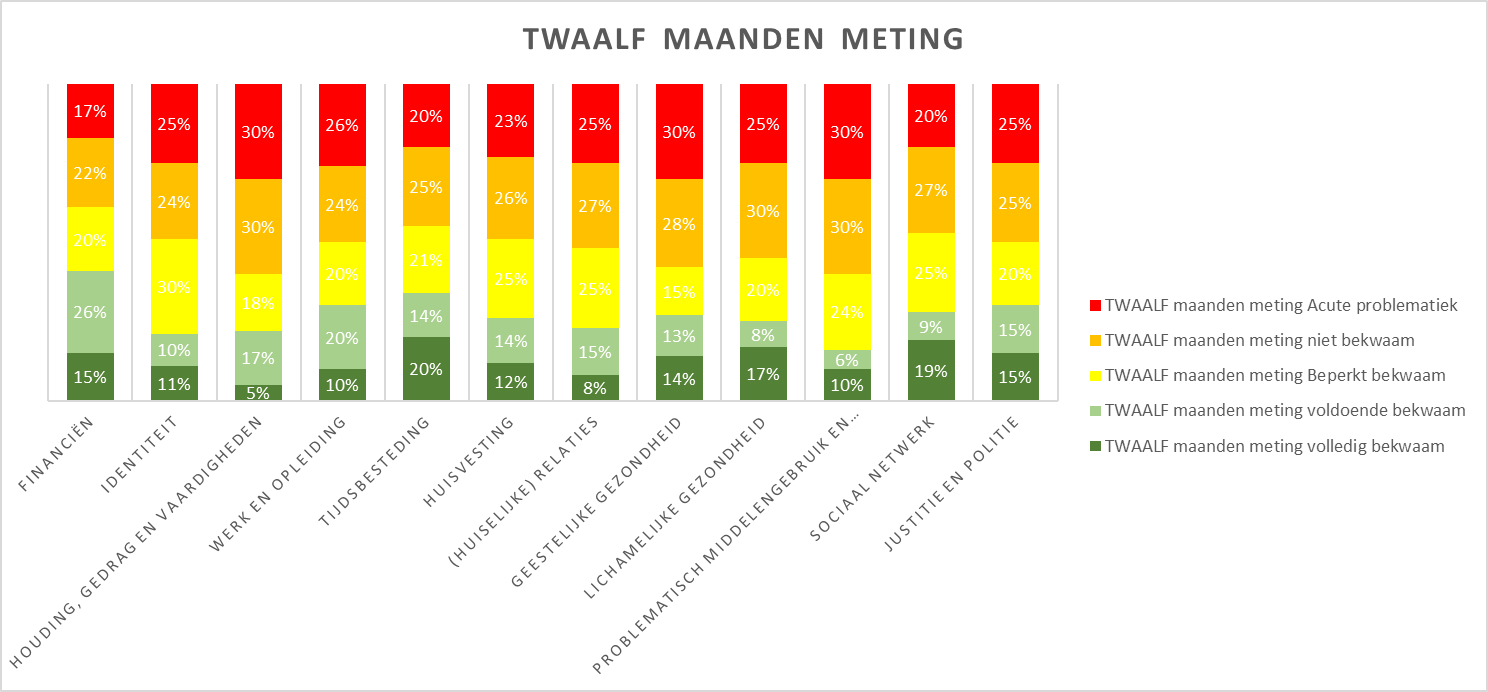 TWAALF MAANDEN METING
17% 25% 30% 26% 20% 23% 25% 30% 25% 30% 20% 25%
22% 24% 30% 24% 25% 26% 27% 28% 30% 30% 27% 25%
20% 30% 18% 20% 21% 25% 25% 15% 20% 24% 25% 20%
26% 10% 17% 20% 14% 14% 15% 13% 8% 6% 9% 15%
15% 11% 5% 10% 20% 12% 8% 14% 17% 10% 19% 15%
FINANCIËN
IDENTITEIT
HOUDING, GEDRAG EN VAARDIGHEDEN
WERK EN OPLEIDING
TIJDSBESTEDING
HUISVESTING
(HUISELIJKE) RELATIES
GEESTELIJKE GEZONDHEID
LICHAMELIJKE GEZONDHEID
PROBLEMATISCH MIDDELENGEBRUIK EN...
SOCIAAL NETWERK
JUSTITIE EN POLITIE
TWAALF maanden meting Acute problematiek
TWAALF maanden meting niet bekwaam
TWAALF maanden meting Beperkt bekwaam
TWAALF maanden meting voldoende bekwaam
TWAALF maanden meting volledig bekwaam